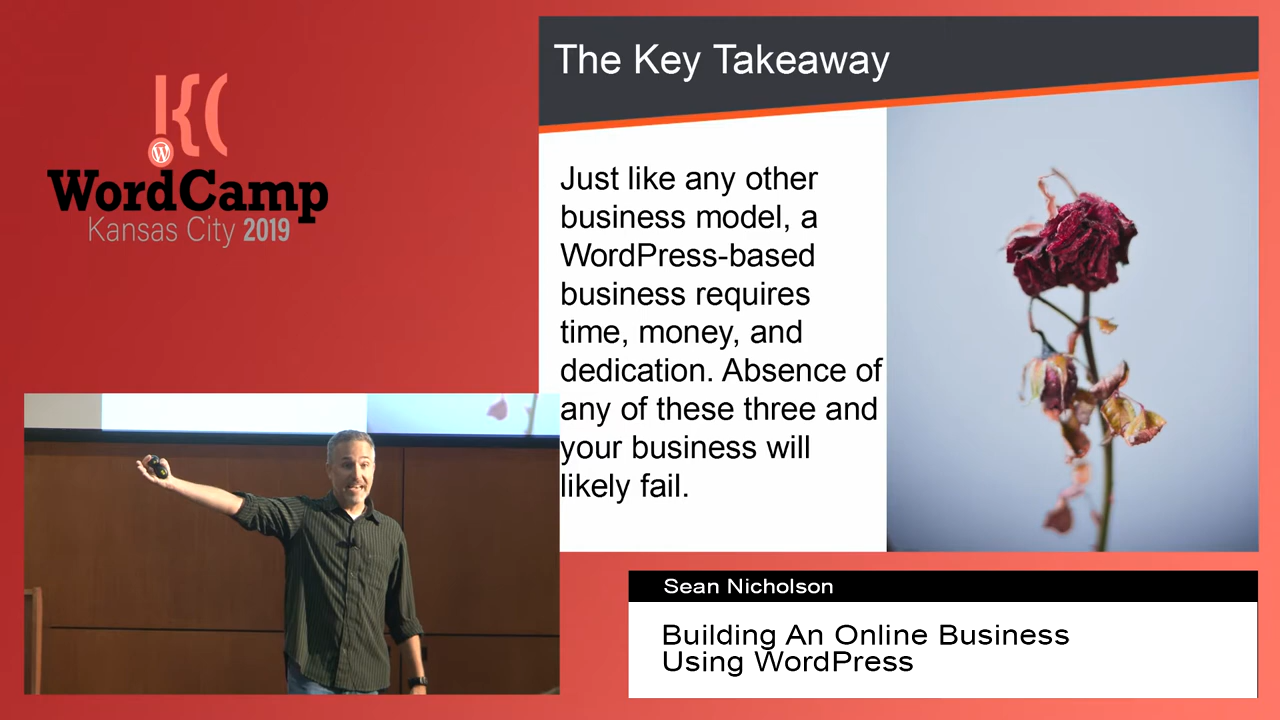 K(
WordCamp
Kansas City 2019
The Key Takeaway
Just like any other
business model, a
WordPress-based
business requires
time, money, and
dedication. Absence of
any of these three and
your business will
likely fail.
Sean Nicholson
Building An Online Business
Using WordPress